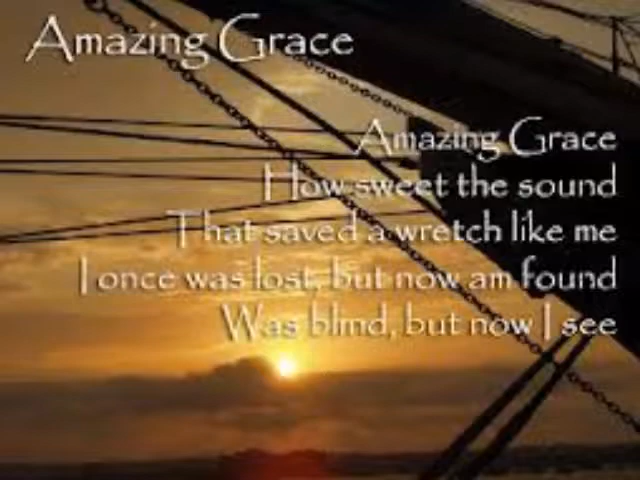 Amazing Grace
Amazing Grace
How sweet the sound
That saved a wretch like me
I once was lost, but now am found
Was blind, but now I see